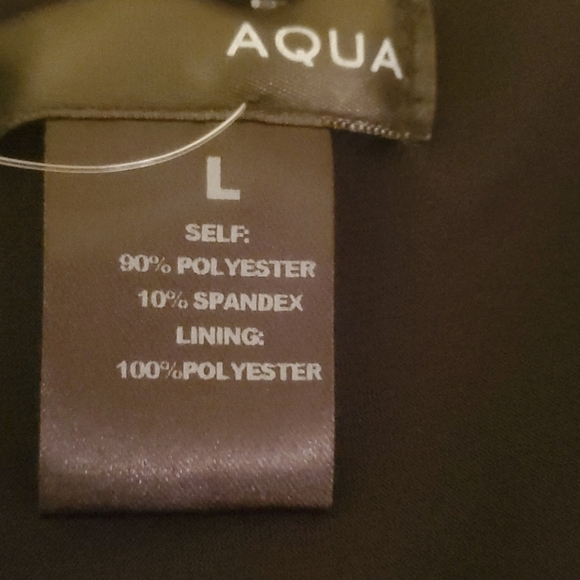 AQUA
L
SELF:
90% POLYESTER
10% SPANDEX
LINING:
100%POLYESTER